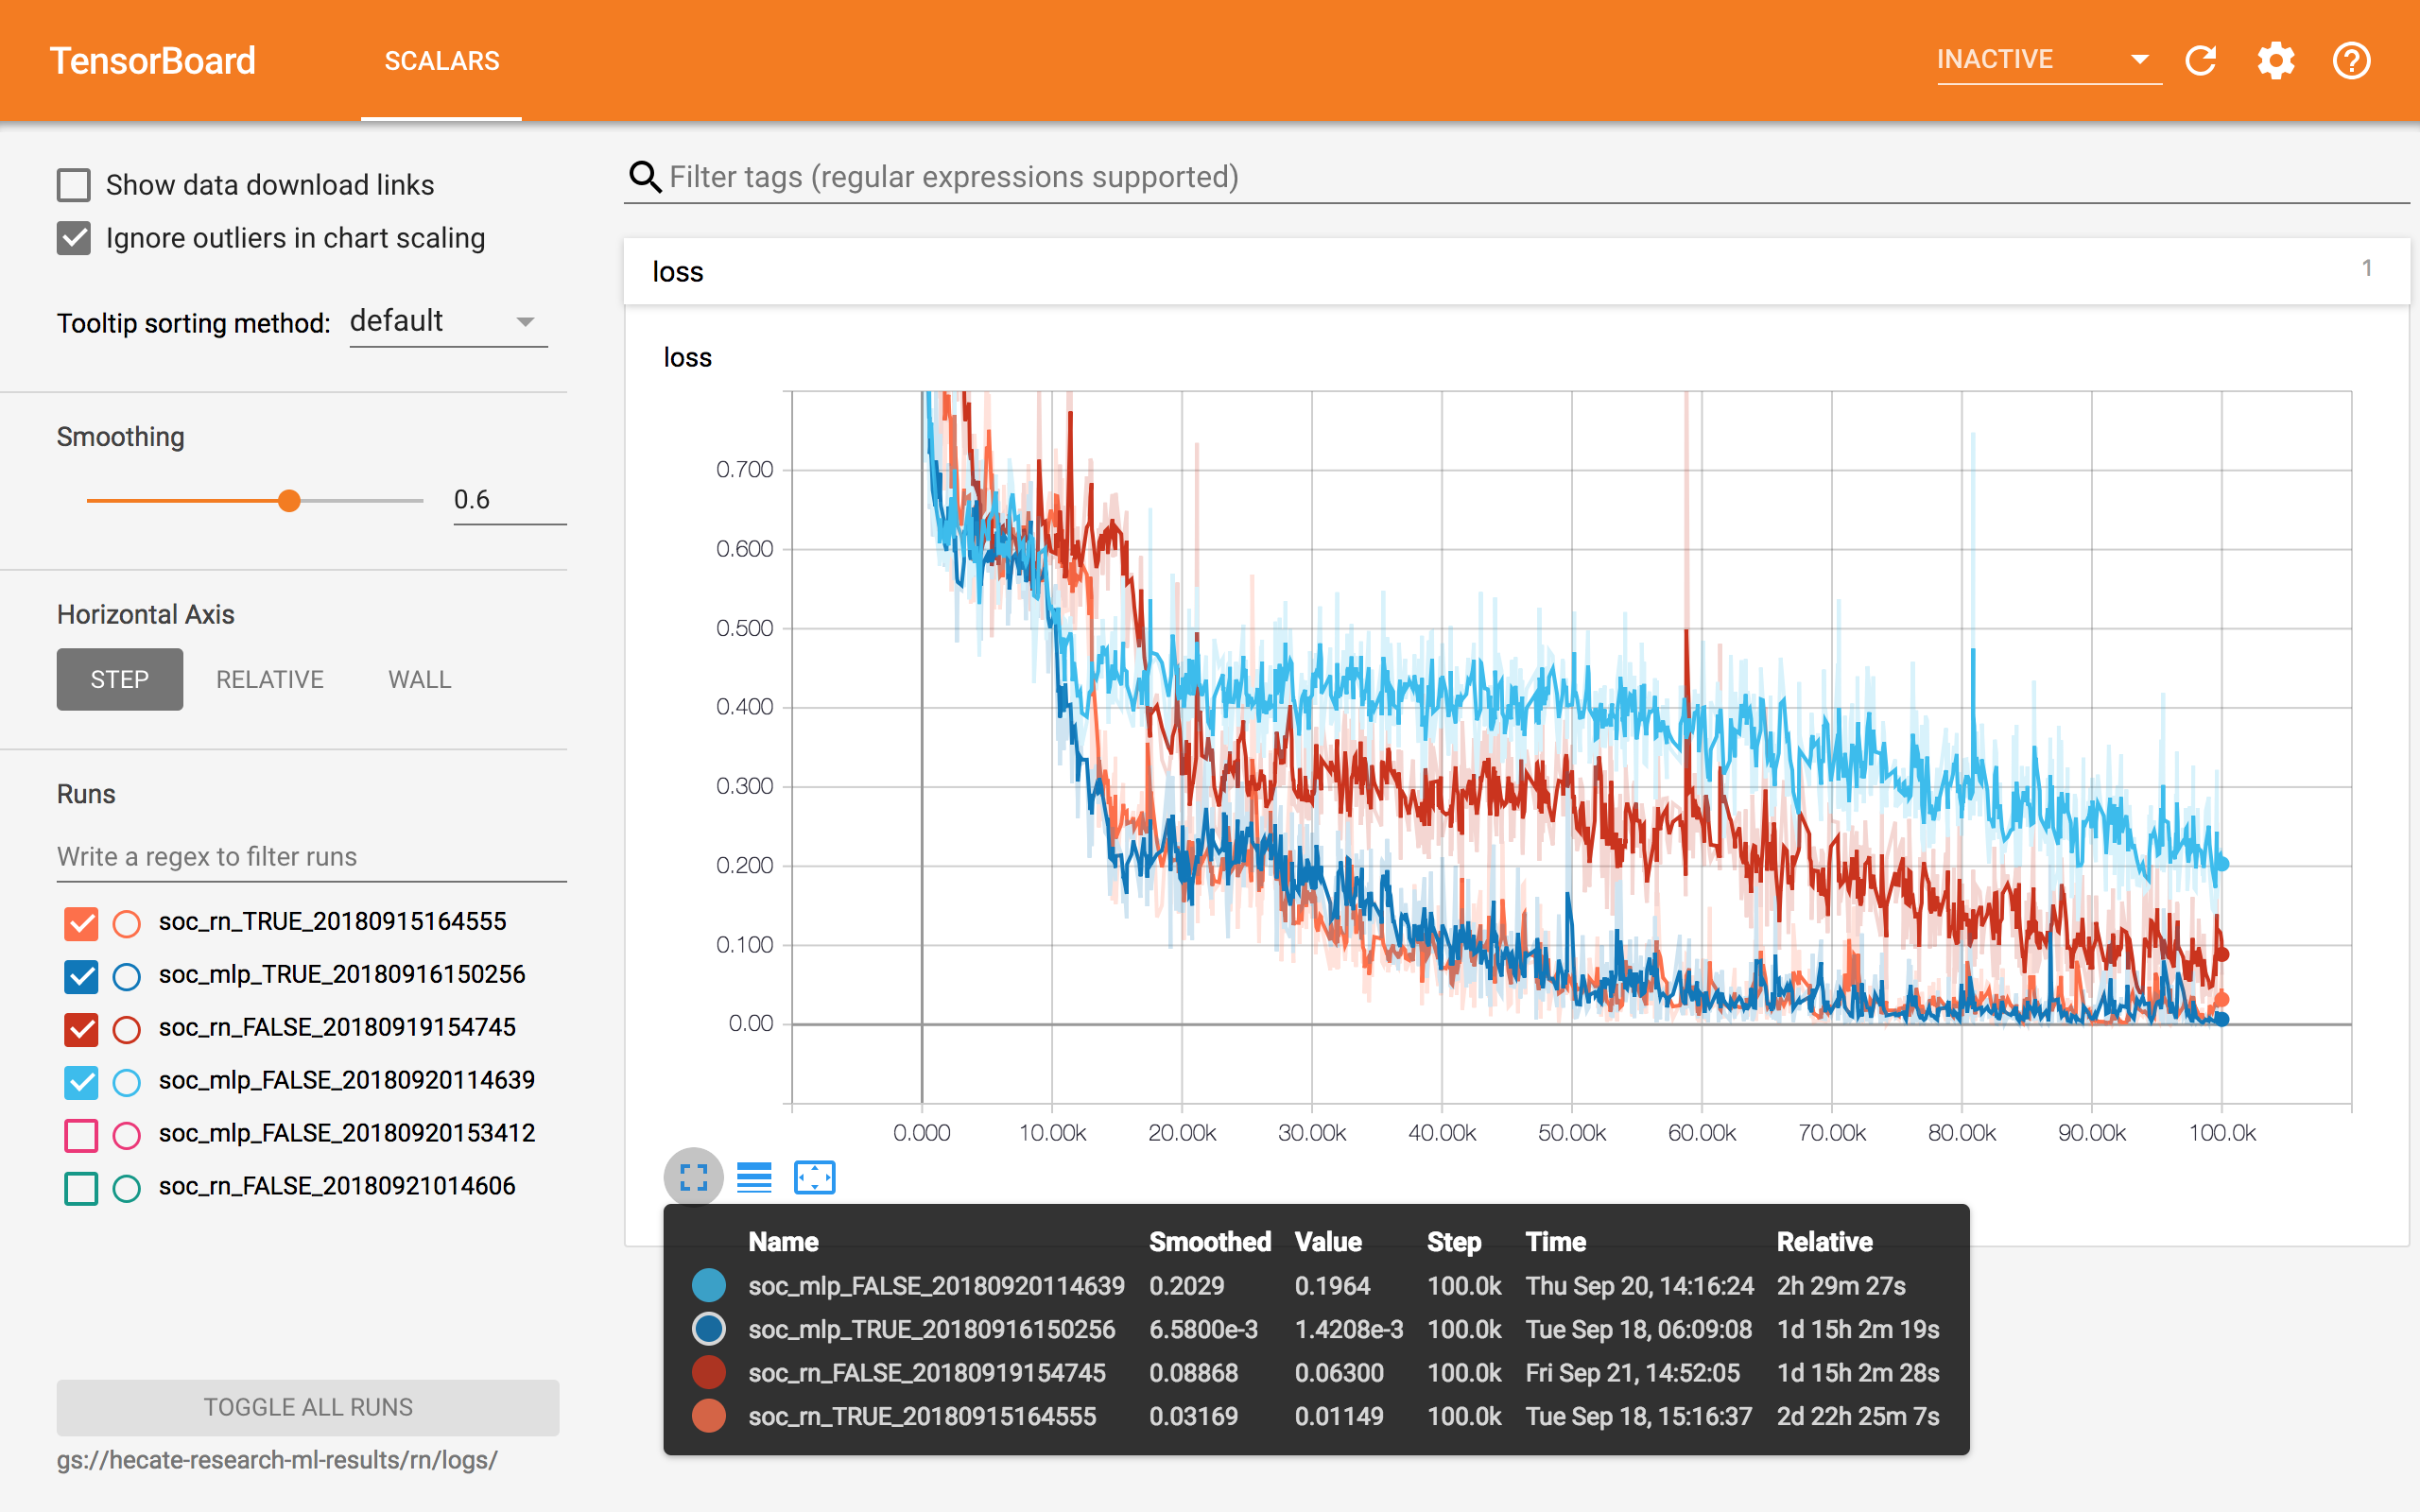 TensorBoard SCALARS INACTIVE
Show data download links
Ignore outliers in chart scaling
Tooltip sorting method: default
Smoothing
0.6
Horizontal Axis
STEP RELATIVE WALL
Runs
Write a regex to filter runs
soc_rn_TRUE_20180915164555
soc_mlp_TRUE_20180916150256
soc_rn_FALSE_20180919154745
soc_mlp_FALSE_20180920114639
soc_mlp_FALSE_20180920153412
soc_rn_FALSE_20180921014606
TOGGLE ALL RUNS
gs://hecate-research-ml-results/rn/logs/
Filter tags (regular expressions supported)
loss 1
loss
0.700
0.600
0.500
0.400
0.300
0.200
0.100
0.00
0.000 10.00k 20.00k 30.00k 40.00k 50.00k 60.00k 70.00k 80.00k 90.00k 100.0k
Name Smoothed Value Step Time Relative
soc_mlp_FALSE_20180920114639 0.2029 0.1964 100.0k Thu Sep 20, 14:16:24 2h 29m 27s
soc_mlp_TRUE_20180916150256 6.5800e-3 1.4208e-3 100.0k Tue Sep 18, 06:09:08 1d 15h 2m 19s
soc_rn_FALSE_20180919154745 0.08868 0.06300 100.0k Fri Sep 21, 14:52:05 1d 15h 2m 28s
soc_rn_TRUE_20180915164555 0.03169 0.01149 100.0k Tue Sep 18, 15:16:37 2d 22h 25m 7s